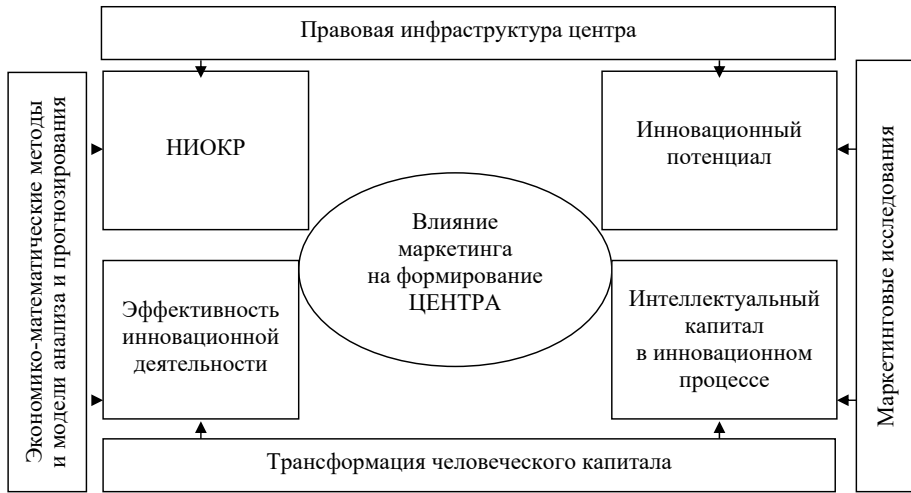 Правовая инфраструктура центра
Экономико-математические методы
и модели анализа и прогнозирования
НИОКР
Инновационный
потенциал
Маркетинговые исследования
Влияние
маркетинга
на формирование
ЦЕНТРА
Эффективность
инновационной
деятельности
Интеллектуальный
капитал
в инновационном
процессе
Трансформация человеческого капитала